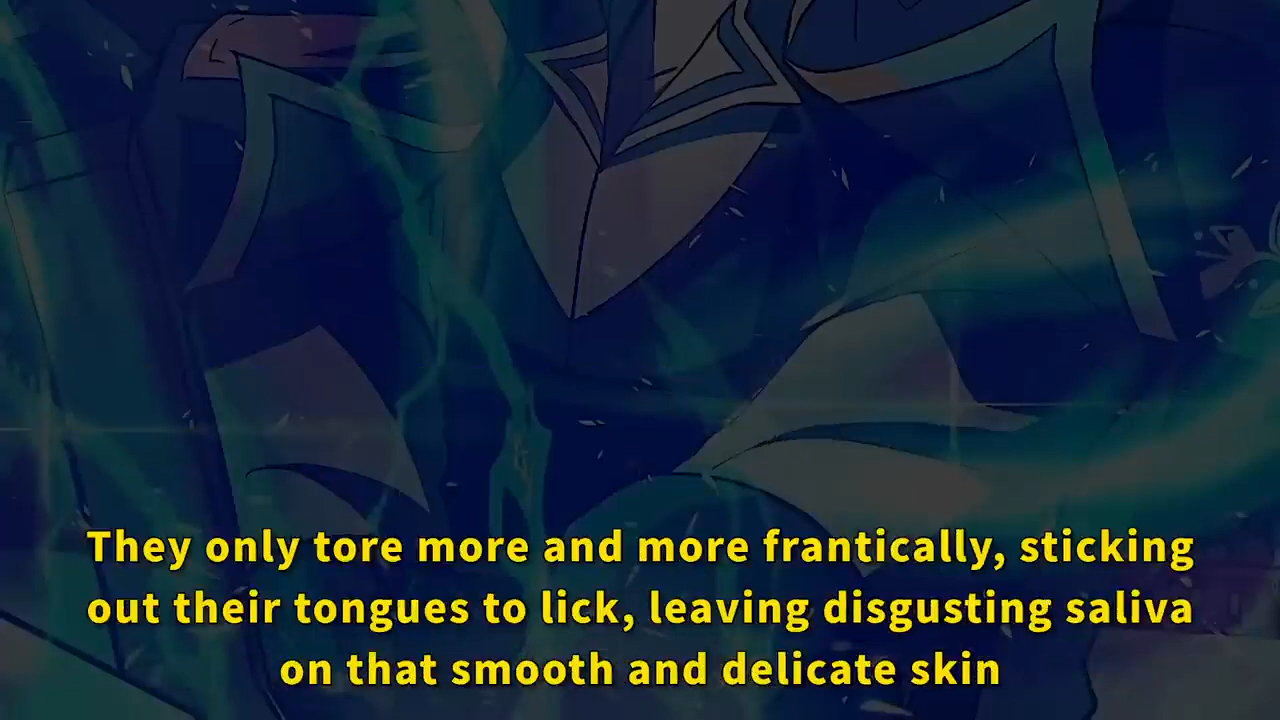 They only tore more and more frantically, sticking
out their tongues to lick, leaving disgusting saliva
on that smooth and delicate skin